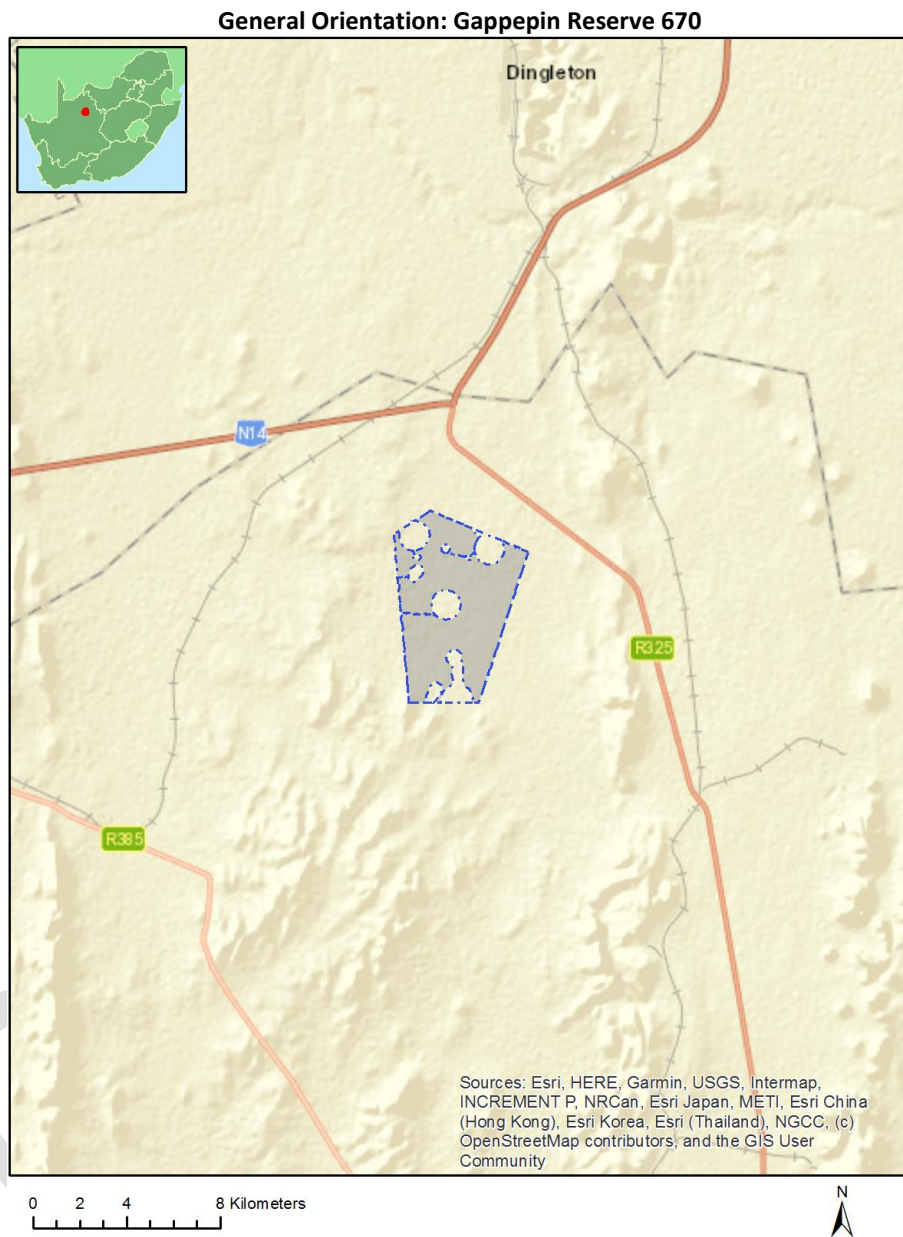 General Orientation: Gappepin Reserve 670
Dingleton
N14
R325
R385
Sources: Esri, HERE, Garmin, USGS, Intermap,
INCREMENT P, NRCan, Esri Japan, METI, Esri China
(Hong Kong), Esri Korea, Esri (Thailand), NGCC, (c)
OpenStreetMap contributors, and the GIS User
Community
0 2 4 8 Kilometers
N